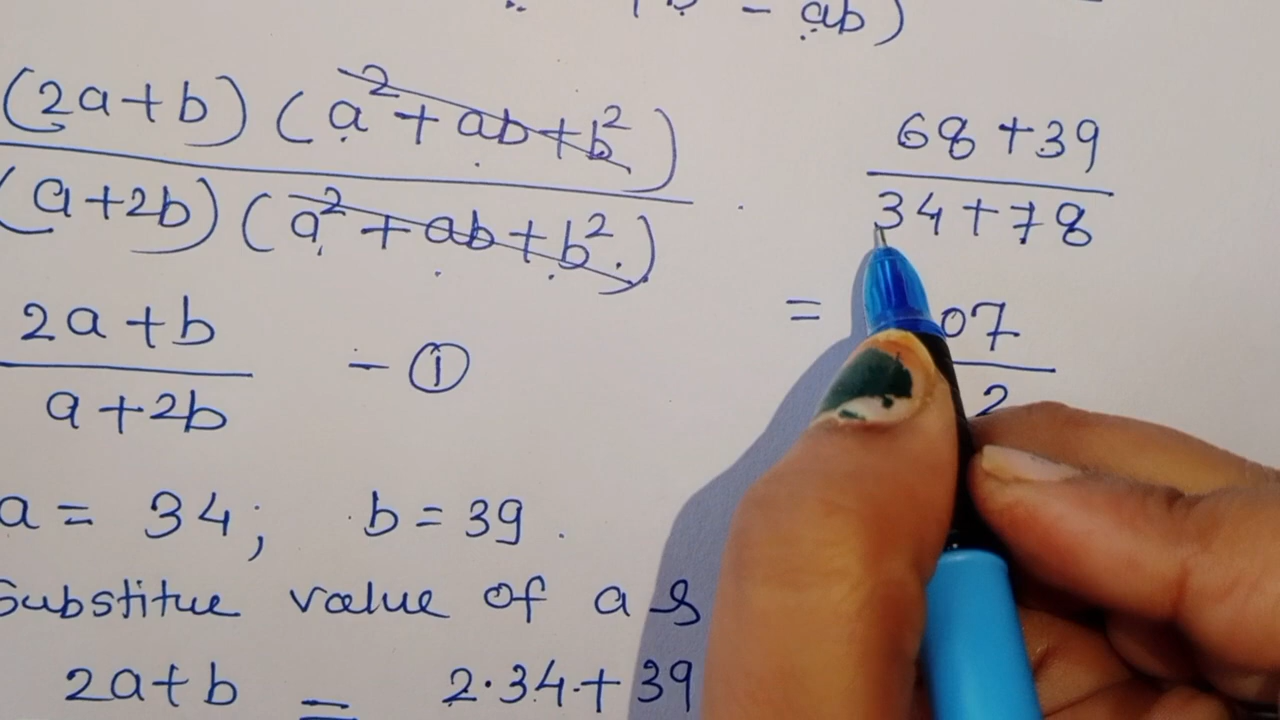 - ab)
(2a+b) (a²+ab+b²)
(a+2b) (a²+ab+b²)
2a+b
a+2b
- ①
a = 34; b = 39.
Substitue value of a &
2a+b = 2·34+39
68+39
34+78
= 07
2